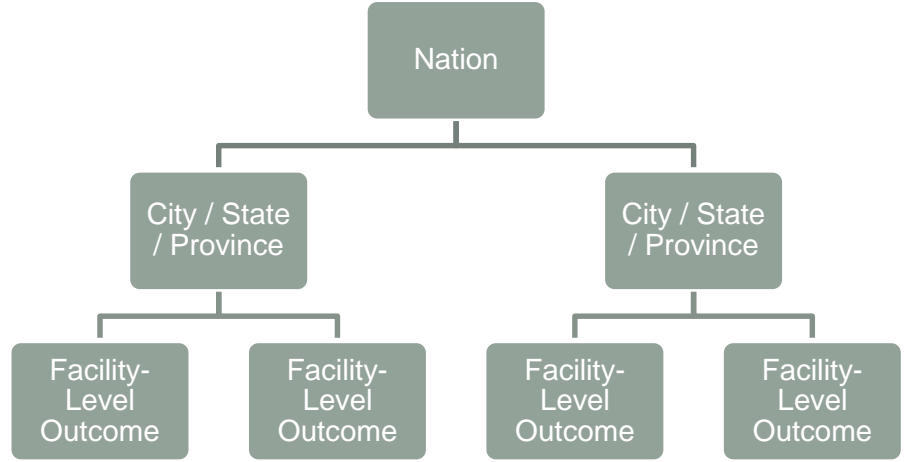 Nation
City / State
/ Province
City / State
/ Province
Facility-
Level
Outcome
Facility-
Level
Outcome
Facility-
Level
Outcome
Facility-
Level
Outcome